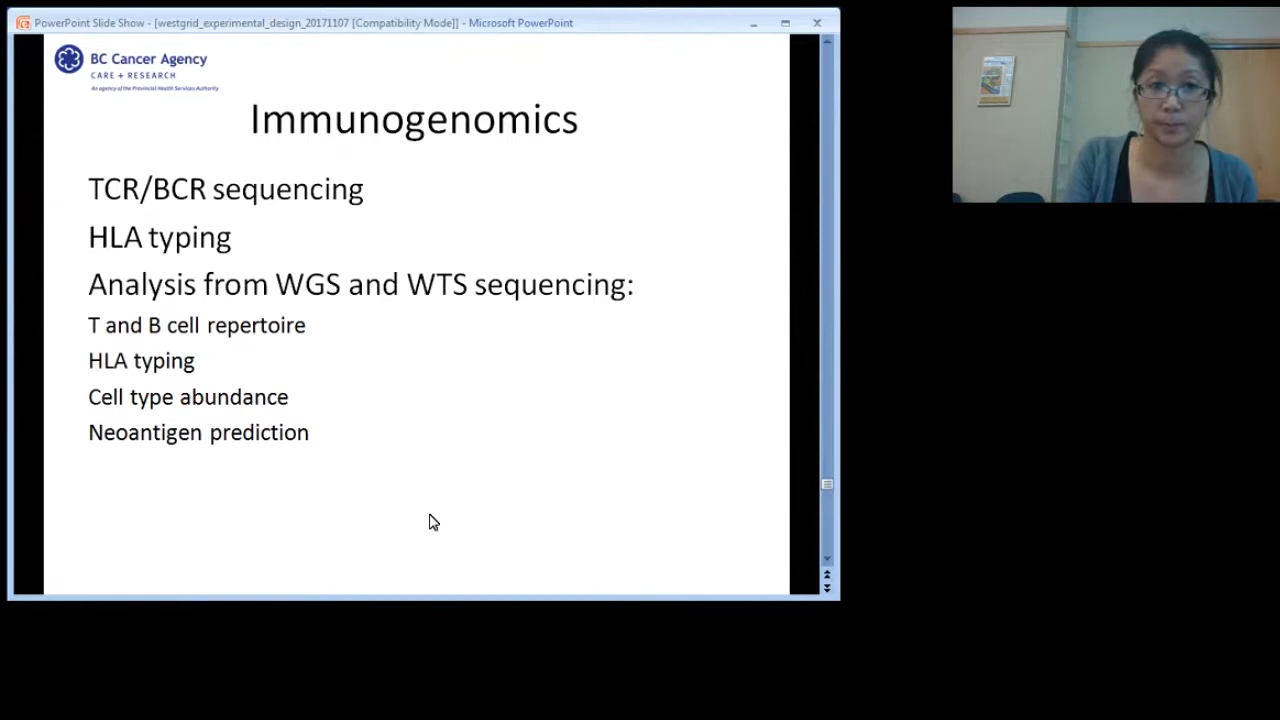 PowerPoint Slide Show - [westgrid_experimental_design_20171107 [Compatibility Mode]] - Microsoft PowerPoint
BC Cancer Agency
CARE + RESEARCH
An agency of the Provincial Health Services Authority
Immunogenomics
TCR/BCR sequencing
HLA typing
Analysis from WGS and WTS sequencing:
T and B cell repertoire
HLA typing
Cell type abundance
Neoantigen prediction